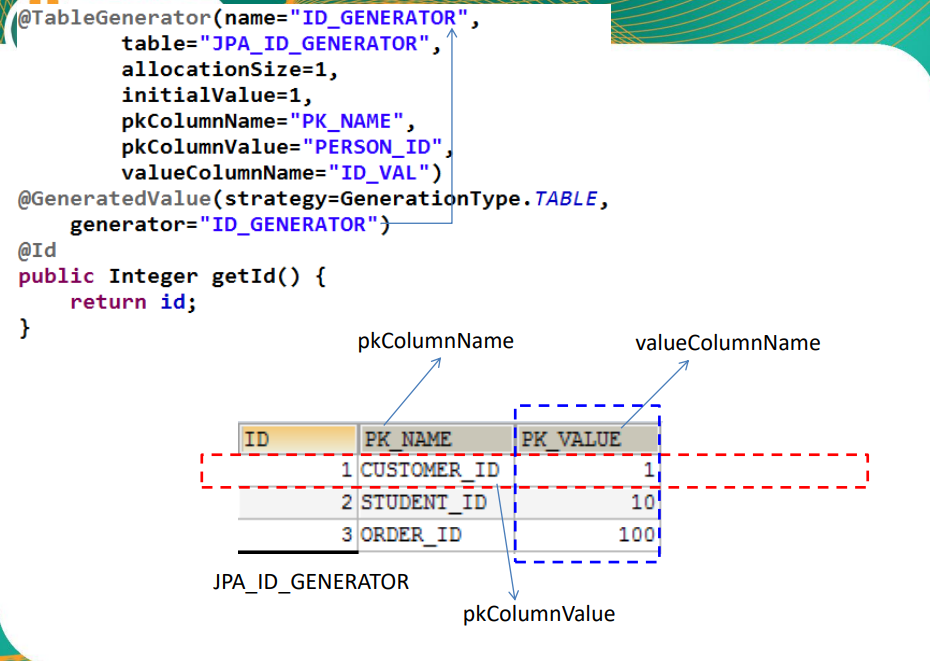 @TableGenerator(name="ID_GENERATOR",
table="JPA_ID_GENERATOR",
allocationSize=1,
initialValue=1,
pkColumnName="PK_NAME",
pkColumnValue="PERSON_ID",
valueColumnName="ID_VAL")
@GeneratedValue(strategy=GenerationType.TABLE,
generator="ID_GENERATOR")
@Id
public Integer getId() {
return id;
}
pkColumnName valueColumnName
ID PK_NAME PK_VALUE
1 CUSTOMER_ID 1
2 STUDENT_ID 10
3 ORDER_ID 100
JPA_ID_GENERATOR
pkColumnValue